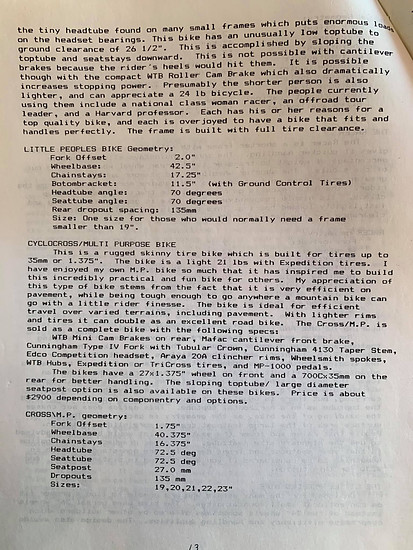 the tiny headtube found on many small frames which puts enormous loads
on the headset bearings. This bike has an unusually low toptube to
ground clearance of 26 1/2". This is accomplished by sloping the
toptube and seatstays downward. This is not possible with cantilever
brakes because the rider's heels would hit them. It is possible
though with the compact WTB Roller Cam Brake which also dramatically
increases stopping power. Presumably the shorter person is also
lighter, and can appreciate a 24 lb bicycle. The people currently
using them include a national class woman racer, an offroad tour
leader, and a Harvard professor. Each has his or her reasons for a
top quality bike, and each is overjoyed to have a bike that fits and
handles perfectly. The frame is built with full tire clearance.
LITTLE PEOPLES BIKE Geometry:
Fork Offset 2.0"
Wheelbase: 42.5"
Chainstays: 17.25"
Botombracket: 11.5" (with Ground Control Tires)
Headtube angle: 70 degrees
Seattube angle: 70 degrees
Rear dropout spacing: 135mm
Size: One size for those who would normally need a frame
smaller than 19".
CYCLOCROSS/MULTI PURPOSE BIKE
This is a rugged skinny tire bike which is built for tires up to
35mm or 1.375". The bike is a light 21 lbs with Expedition tires. I
have enjoyed my own M.P. bike so much that it has inspired me to build
this incredibly practical and fun bike for others. My appreciation of
this type of bike stems from the fact that it is very efficient on
pavement, while being tough enough to go anywhere a mountain bike can
go with a little rider finesse. The bike is ideal for efficient
travel over varied terrains, including pavement. With lighter rims
and tires it can double as an excellent road bike. The Cross/M.P. is
sold as a complete bike with the following specs:
WTB Mini Cam Brakes on rear, Mafac cantilever front brake,
Cunningham Type IV Fork with Tubular Crown, Cunningham 4130 Taper Stem,
Edco Competition headset, Araya 20A clincher rims, Wheelsmith spokes,
WTB Hubs, Expedition or TriCross tires, and MP-1000 pedals.
The bikes have a 27x1.375" wheel on front and a 700Cx35mm on the
rear for better handling. The sloping toptube/ large diameter
seatpost option is also available on these bikes. Price is about
$2900 depending on componentry and options.
CROSS\M.P. geometry:
Fork Offset 1.75"
Wheelbase 40.375"
Chainstays 16.375"
Headtube 72.5 deg
Seattube 72.5 deg
Seatpost 27.0 mm
Dropouts 135 mm
Sizes: 19,20,21,22,23"
13